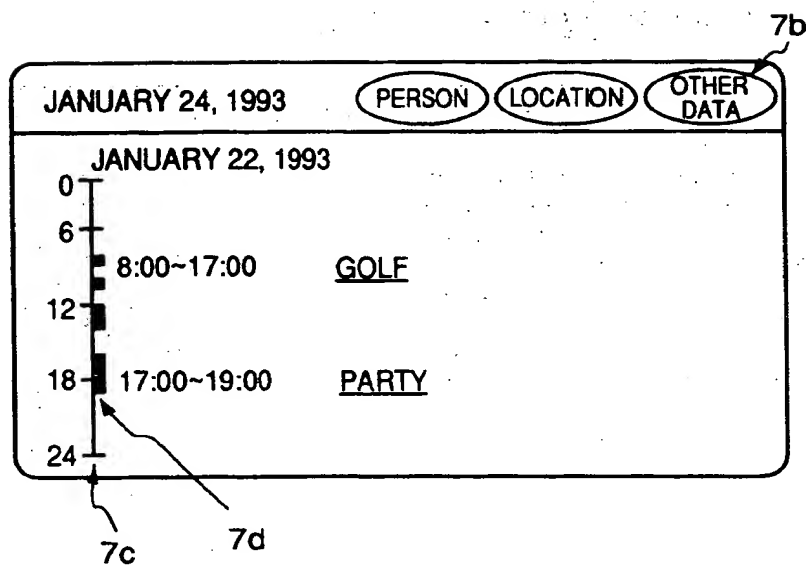 7b
JANUARY 24, 1993 PERSON LOCATION OTHER DATA
JANUARY 22, 1993
0
6
8:00~17:00 GOLF
12
18 17:00~19:00 PARTY
24
7c 7d